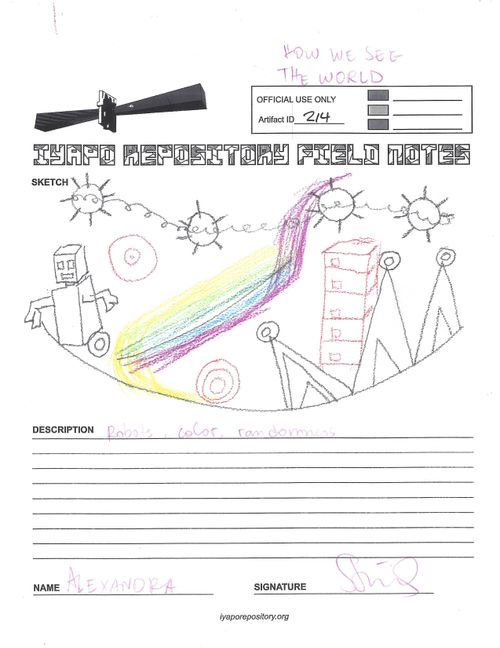 HOW WE SEE
THE WORLD
OFFICIAL USE ONLY
Artifact ID 214
IYAPO REPOSITORY FIELD NOTES
SKETCH
DESCRIPTION Robots, color, randomness
NAME ALEXANDRA SIGNATURE
iyaporepository.org